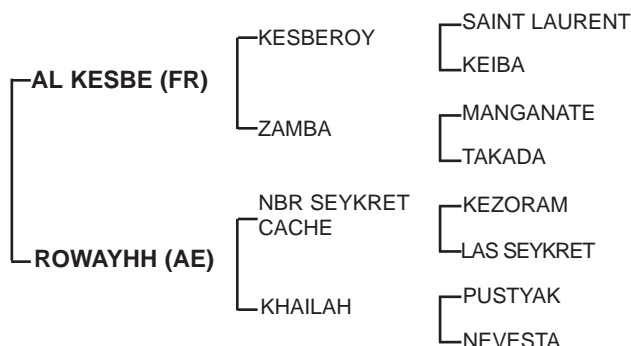 SAINT LAURENT
KESBEROY
KEIBA
AL KESBE (FR)
MANGANATE
ZAMBA
TAKADA
NBR SEYKRET
CACHE
KEZORAM
LAS SEYKRET
ROWAYHH (AE)
PUSTYAK
KHAILAH
NEVESTA